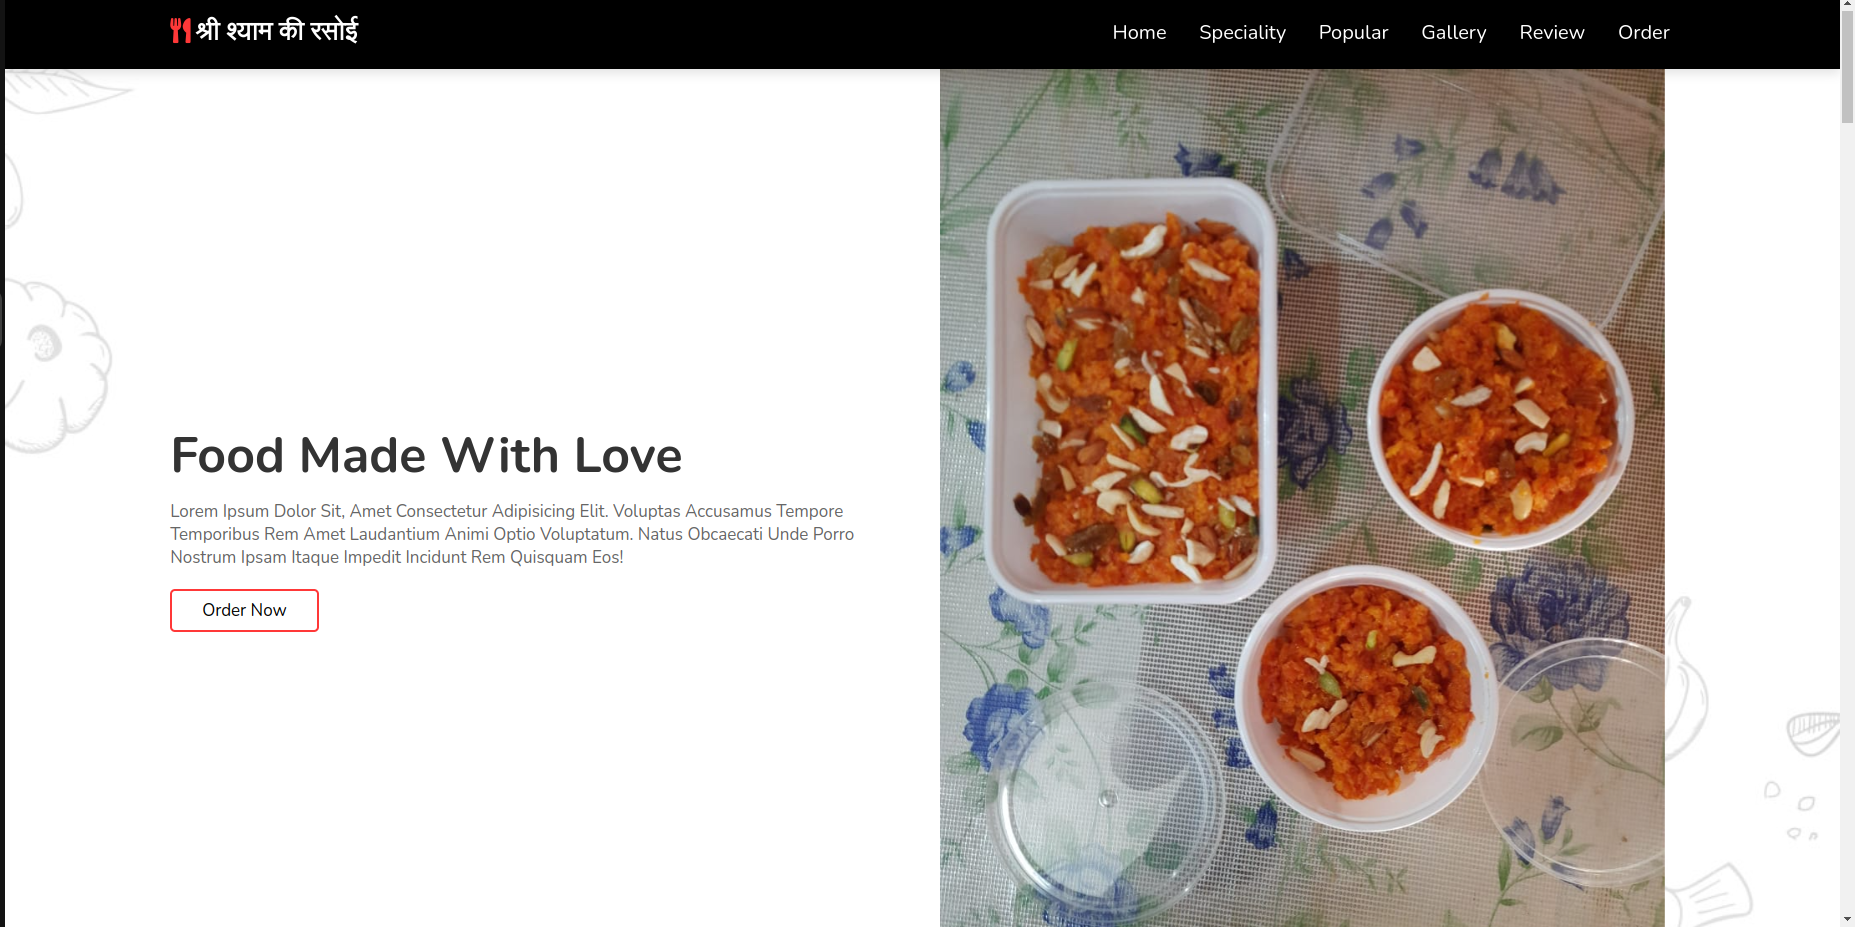 श्री श्याम की रसोई
Home Speciality Popular Gallery Review Order
Food Made With Love
Lorem Ipsum Dolor Sit, Amet Consectetur Adipisicing Elit. Voluptas Accusamus Tempore
Temporibus Rem Amet Laudantium Animi Optio Voluptatum. Natus Obcaecati Unde Porro
Nostrum Ipsam Itaque Impedit Incidunt Rem Quisquam Eos!
Order Now